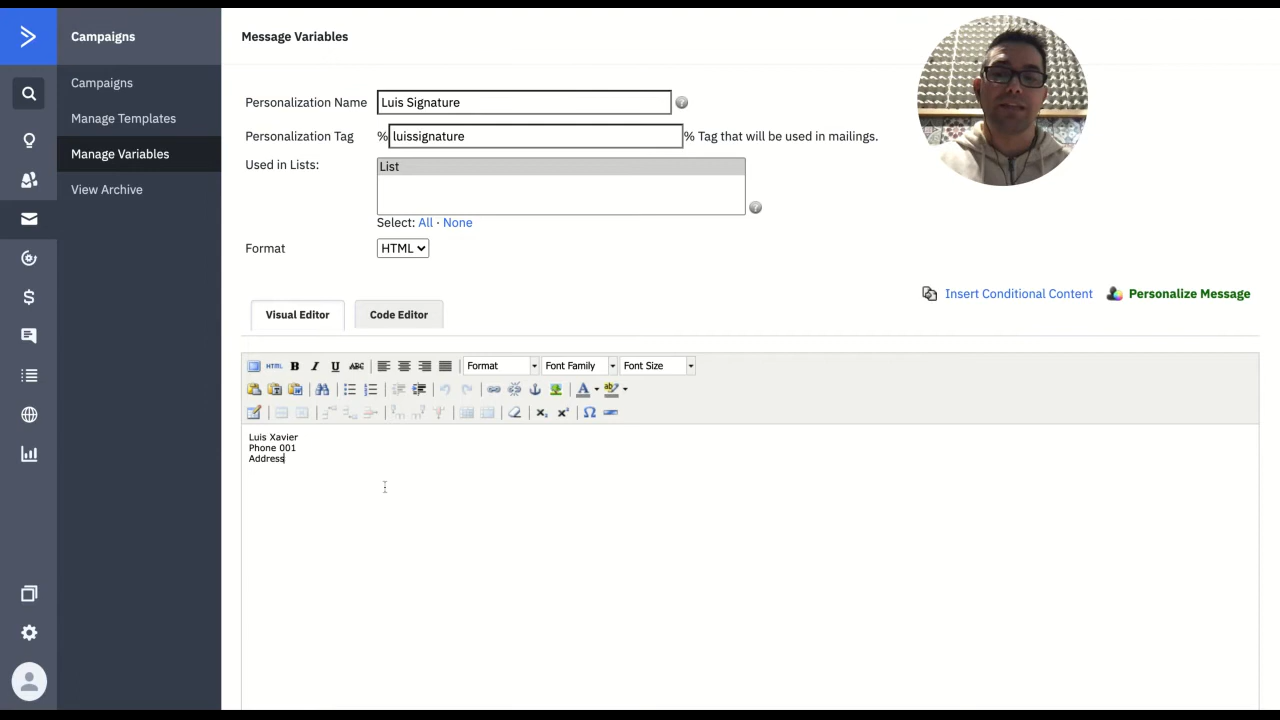 Campaigns
Campaigns
Manage Templates
Manage Variables
View Archive
Message Variables
Personalization Name Luis Signature ?
Personalization Tag % luissignature % Tag that will be used in mailings.
Used in Lists: List ?
Select: All · None
Format HTML
Insert Conditional Content Personalize Message
Visual Editor Code Editor
HTML B I U ABC Format Font Family Font Size
Luis Xavier
Phone 001
Address